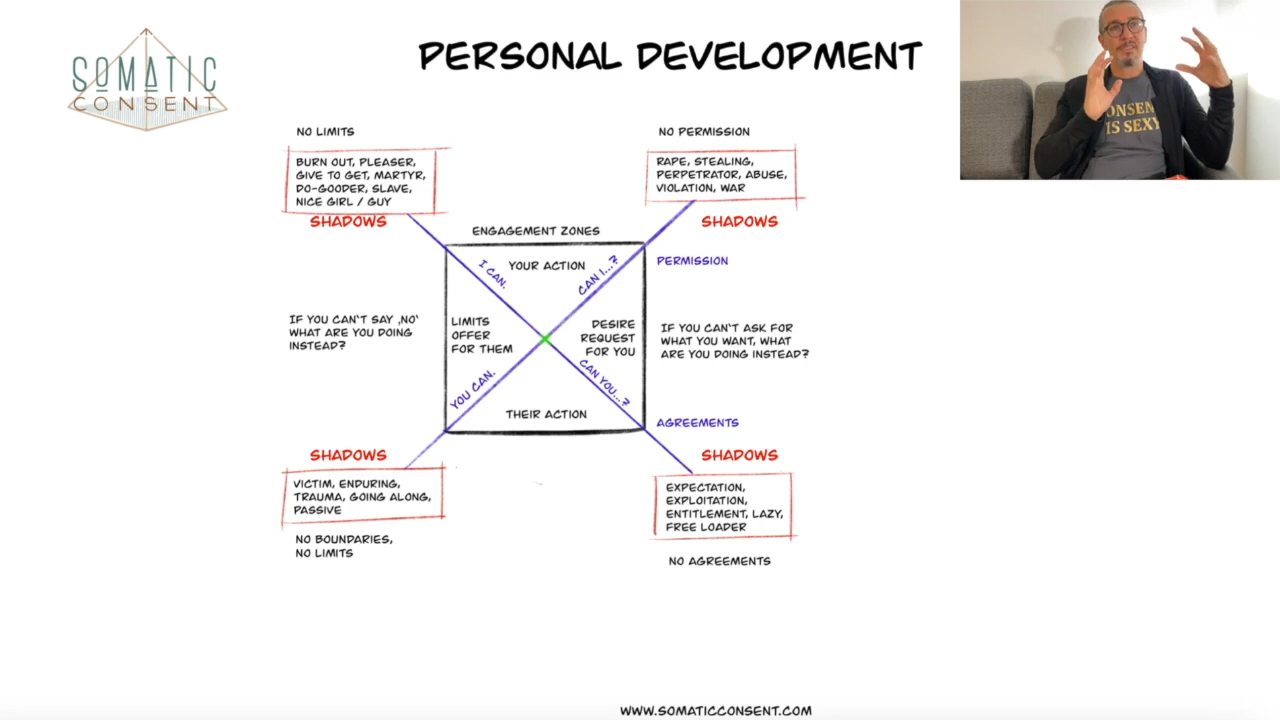 SOMATIC
CONSENT
PERSONAL DEVELOPMENT
CONSENT
IS SEXY
NO LIMITS
BURN OUT, PLEASER,
GIVE TO GET, MARTYR,
DO-GOODER, SLAVE,
NICE GIRL / GUY
SHADOWS
NO PERMISSION
RAPE, STEALING,
PERPETRATOR, ABUSE,
VIOLATION, WAR
SHADOWS
ENGAGEMENT ZONES
YOUR ACTION
I CAN.
CAN I...?
PERMISSION
IF YOU CAN'T SAY ,NO'
WHAT ARE YOU DOING
INSTEAD?
LIMITS
OFFER
FOR THEM
DESIRE
REQUEST
FOR YOU
IF YOU CAN'T ASK FOR
WHAT YOU WANT, WHAT
ARE YOU DOING INSTEAD?
YOU CAN.
CAN YOU...?
THEIR ACTION
AGREEMENTS
SHADOWS
VICTIM, ENDURING,
TRAUMA, GOING ALONG,
PASSIVE
NO BOUNDARIES,
NO LIMITS
SHADOWS
EXPECTATION,
EXPLOITATION,
ENTITLEMENT, LAZY,
FREE LOADER
NO AGREEMENTS
WWW.SOMATICCONSENT.COM